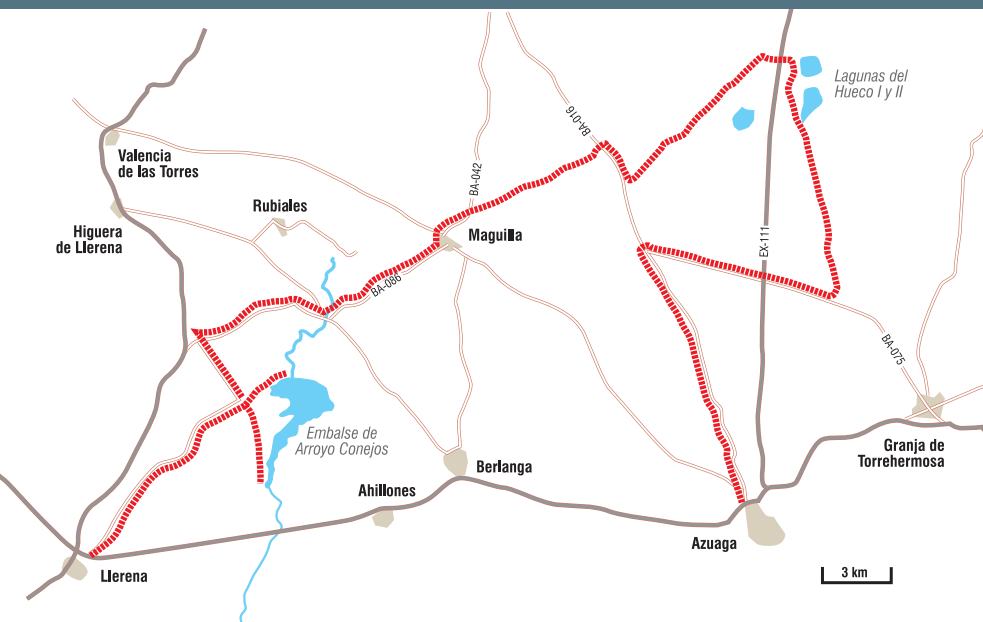 Lagunas del
Hueco I y II
BA-016
Valencia
de las Torres
BA-042
Rubiales
Higuera
de Llerena
Maguilla
EX-111
BA-086
BA-075
Embalse de
Arroyo Conejos
Granja de
Torrehermosa
Berlanga
Ahillones
Azuaga
Llerena
3 km